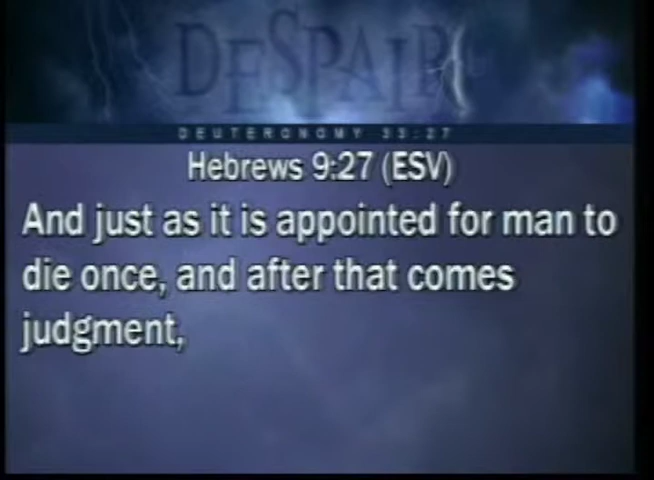 DESPAIR
DEUTERONOMY 33:27
Hebrews 9:27 (ESV)
And just as it is appointed for man to
die once, and after that comes
judgment,